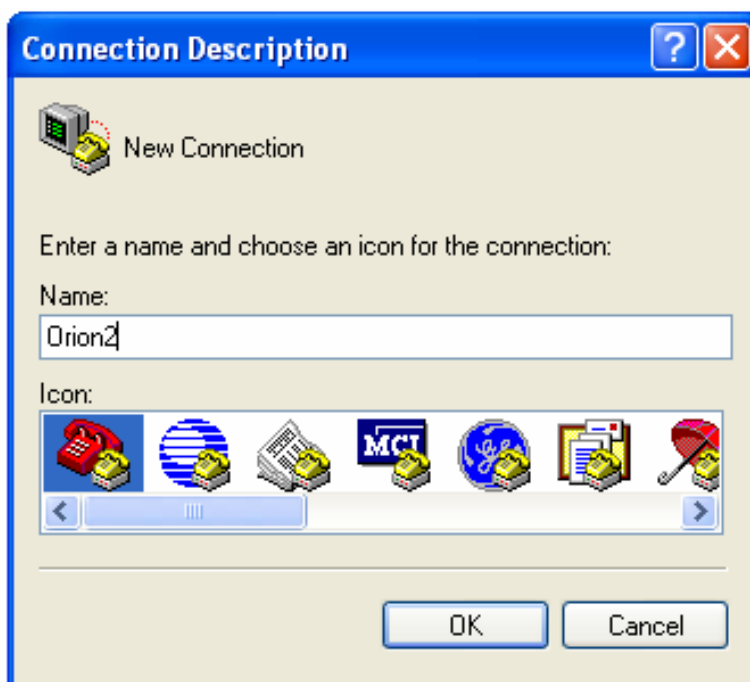 Connection Description
New Connection
Enter a name and choose an icon for the connection:
Name:
Orion2
Icon:
MCI
OK
Cancel